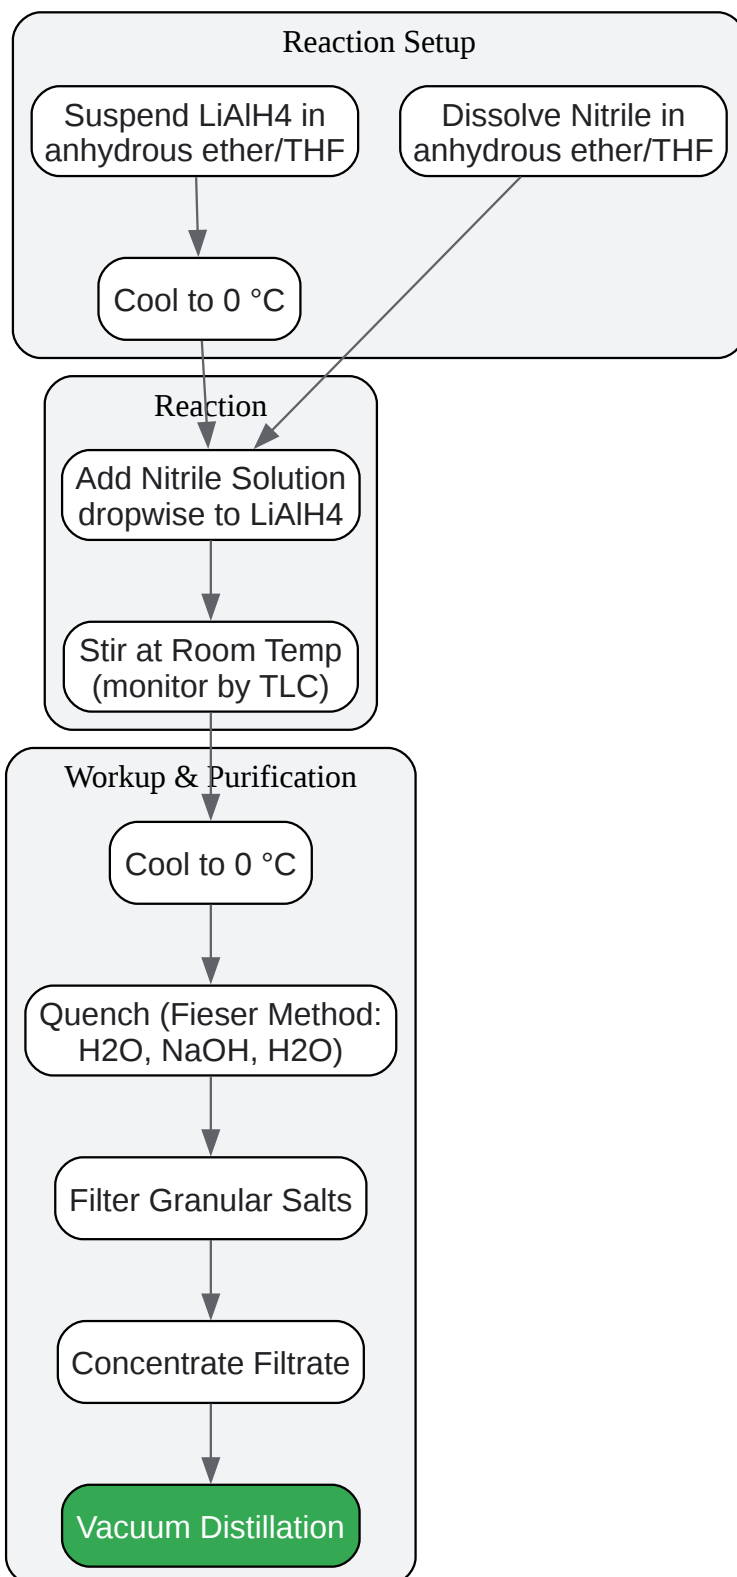 Reaction Setup
Suspend LiAlH4 in
anhydrous ether/THF
Dissolve Nitrile in
anhydrous ether/THF
Cool to 0 °C
Reaction
Add Nitrile Solution
dropwise to LiAlH4
Stir at Room Temp
(monitor by TLC)
Workup & Purification
Cool to 0 °C
Quench (Fieser Method:
H2O, NaOH, H2O)
Filter Granular Salts
Concentrate Filtrate
Vacuum Distillation